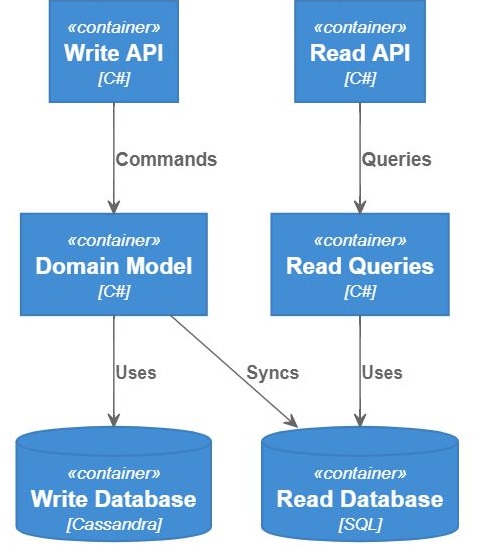 «container»
Write API
[C#]
«container»
Read API
[C#]
Commands
Queries
«container»
Domain Model
[C#]
«container»
Read Queries
[C#]
Uses
Syncs
Uses
«container»
Write Database
[Cassandra]
«container»
Read Database
[SQL]